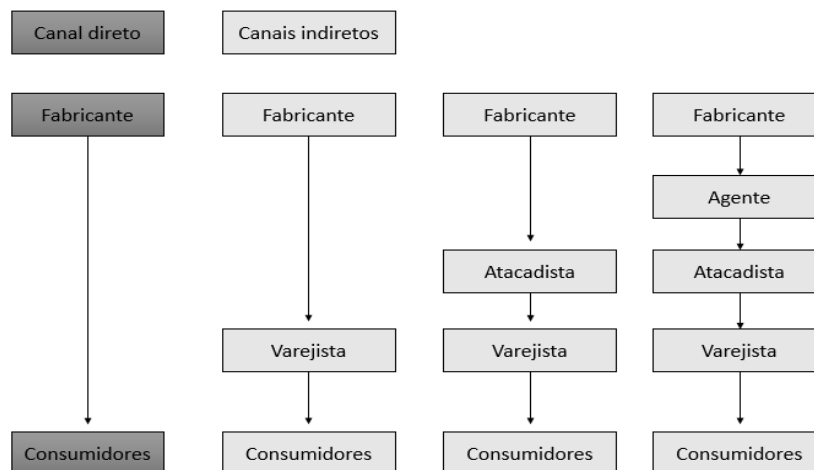 Canal direto
Canais indiretos
Fabricante
Fabricante
Fabricante
Fabricante
Agente
Atacadista
Atacadista
Varejista
Varejista
Varejista
Consumidores
Consumidores
Consumidores
Consumidores